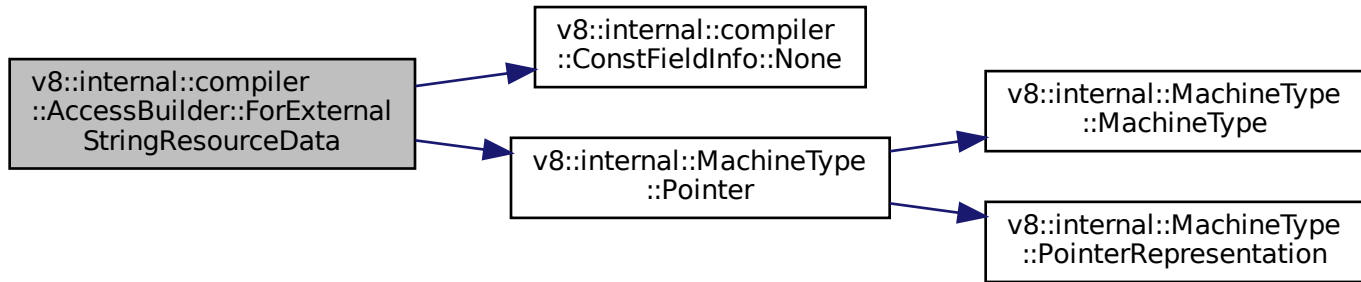 v8::internal::compiler
::AccessBuilder::ForExternal
StringResourceData
v8::internal::compiler
::ConstFieldInfo::None
v8::internal::MachineType
::Pointer
v8::internal::MachineType
::MachineType
v8::internal::MachineType
::PointerRepresentation